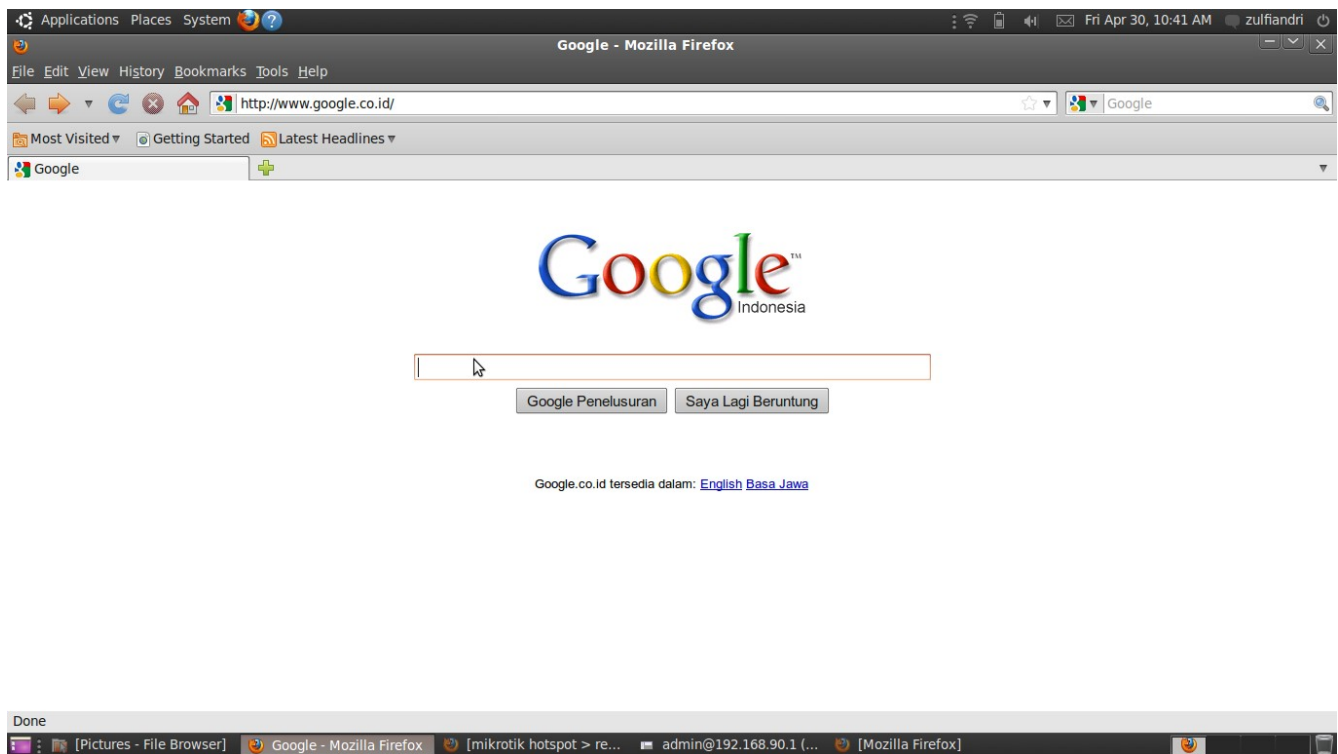 Applications Places System Fri Apr 30, 10:41 AM zulfiandri
Google - Mozilla Firefox
File Edit View History Bookmarks Tools Help
http://www.google.co.id/ Google
Most Visited Getting Started Latest Headlines
Google
Google™
Indonesia
Google Penelusuran Saya Lagi Beruntung
Google.co.id tersedia dalam: English Basa Jawa
Done
[Pictures - File Browser] Google - Mozilla Firefox [mikrotik hotspot > re... admin@192.168.90.1 (... [Mozilla Firefox]